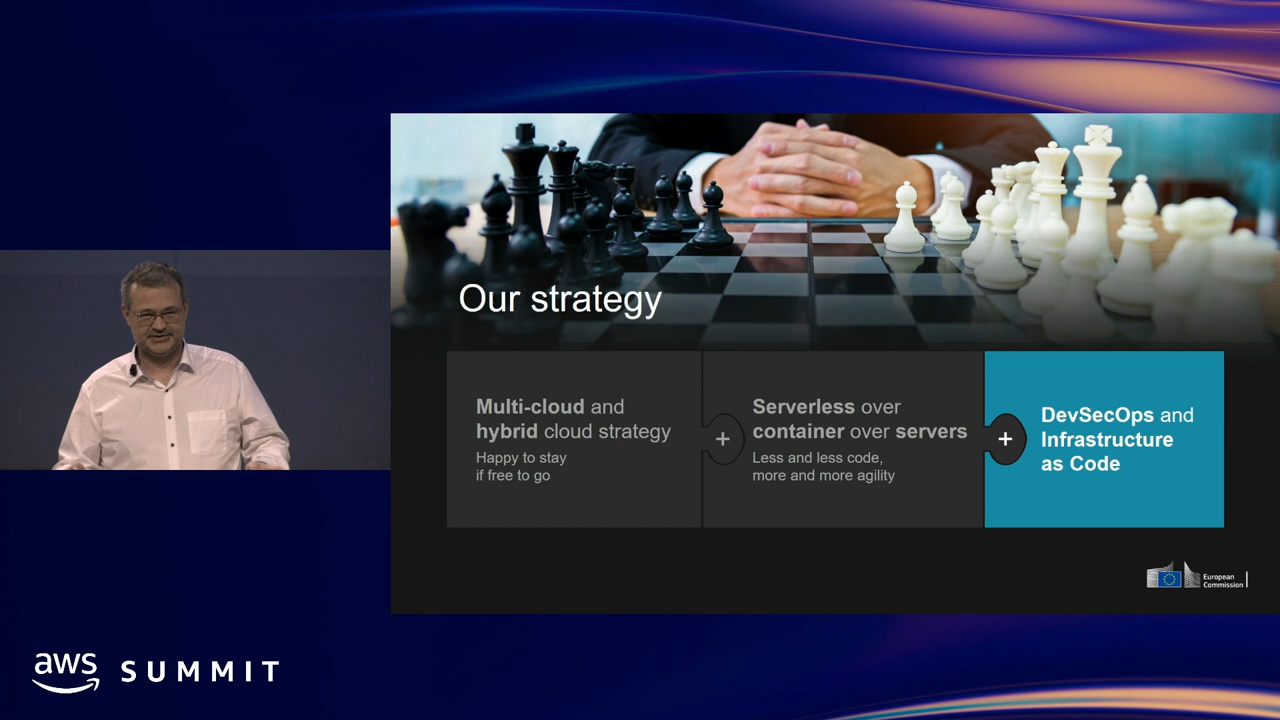 Our strategy
Multi-cloud and
hybrid cloud strategy
Happy to stay
if free to go
+
Serverless over
container over servers
Less and less code,
more and more agility
+
DevSecOps and
Infrastructure
as Code
European
Commission
aws SUMMIT